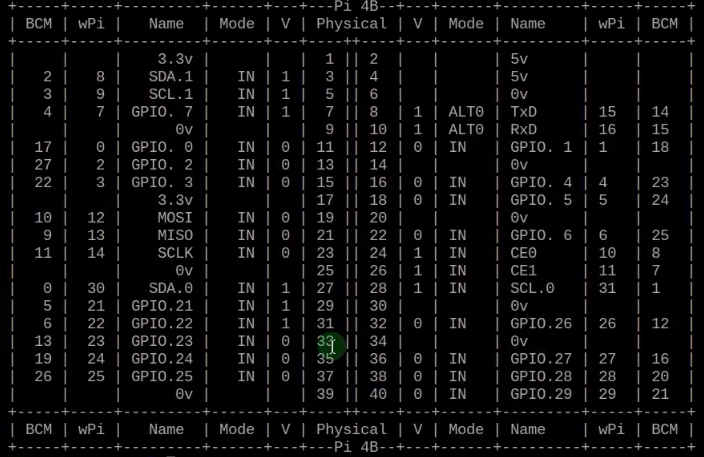 +-----+-----+---------+------+---+---Pi 4B--+---+------+---------+-----+-----+
| BCM | wPi |   Name  | Mode | V | Physical | V | Mode | Name    | wPi | BCM |
+-----+-----+---------+------+---+----++----+---+------+---------+-----+-----+
|     |     |    3.3v |      |   |  1 || 2  |   |      | 5v      |     |     |
|   2 |   8 |   SDA.1 |   IN | 1 |  3 || 4  |   |      | 5v      |     |     |
|   3 |   9 |   SCL.1 |   IN | 1 |  5 || 6  |   |      | 0v      |     |     |
|   4 |   7 | GPIO. 7 |   IN | 1 |  7 || 8  | 1 | ALT0 | TxD     | 15  | 14  |
|     |     |      0v |      |   |  9 || 10 | 1 | ALT0 | RxD     | 16  | 15  |
|  17 |   0 | GPIO. 0 |   IN | 0 | 11 || 12 | 0 | IN   | GPIO. 1 | 1   | 18  |
|  27 |   2 | GPIO. 2 |   IN | 0 | 13 || 14 |   |      | 0v      |     |     |
|  22 |   3 | GPIO. 3 |   IN | 0 | 15 || 16 | 0 | IN   | GPIO. 4 | 4   | 23  |
|     |     |    3.3v |      |   | 17 || 18 | 0 | IN   | GPIO. 5 | 5   | 24  |
|  10 |  12 |    MOSI |   IN | 0 | 19 || 20 |   |      | 0v      |     |     |
|   9 |  13 |    MISO |   IN | 0 | 21 || 22 | 0 | IN   | GPIO. 6 | 6   | 25  |
|  11 |  14 |    SCLK |   IN | 0 | 23 || 24 | 1 | IN   | CE0     | 10  | 8   |
|     |     |      0v |      |   | 25 || 26 | 1 | IN   | CE1     | 11  | 7   |
|   0 |  30 |   SDA.0 |   IN | 1 | 27 || 28 | 1 | IN   | SCL.0   | 31  | 1   |
|   5 |  21 | GPIO.21 |   IN | 1 | 29 || 30 |   |      | 0v      |     |     |
|   6 |  22 | GPIO.22 |   IN | 1 | 31 || 32 | 0 | IN   | GPIO.26 | 26  | 12  |
|  13 |  23 | GPIO.23 |   IN | 0 | 33 || 34 |   |      | 0v      |     |     |
|  19 |  24 | GPIO.24 |   IN | 0 | 35 || 36 | 0 | IN   | GPIO.27 | 27  | 16  |
|  26 |  25 | GPIO.25 |   IN | 0 | 37 || 38 | 0 | IN   | GPIO.28 | 28  | 20  |
|     |     |      0v |      |   | 39 || 40 | 0 | IN   | GPIO.29 | 29  | 21  |
+-----+-----+---------+------+---+----++----+---+------+---------+-----+-----+
| BCM | wPi |   Name  | Mode | V | Physical | V | Mode | Name    | wPi | BCM |
+-----+-----+---------+------+---+---Pi 4B--+---+------+---------+-----+-----+